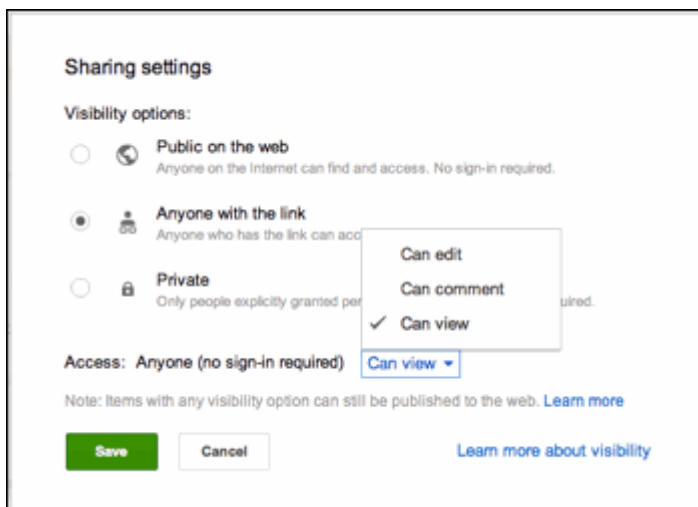 Sharing settings
Visibility options:
Public on the web
Anyone on the Internet can find and access. No sign-in required.
Anyone with the link
Anyone who has the link can acc
Can edit
Private
Can comment
Only people explicitly granted per uired.
Can view
Access: Anyone (no sign-in required) Can view
Note: Items with any visibility option can still be published to the web. Learn more
Save Cancel Learn more about visibility